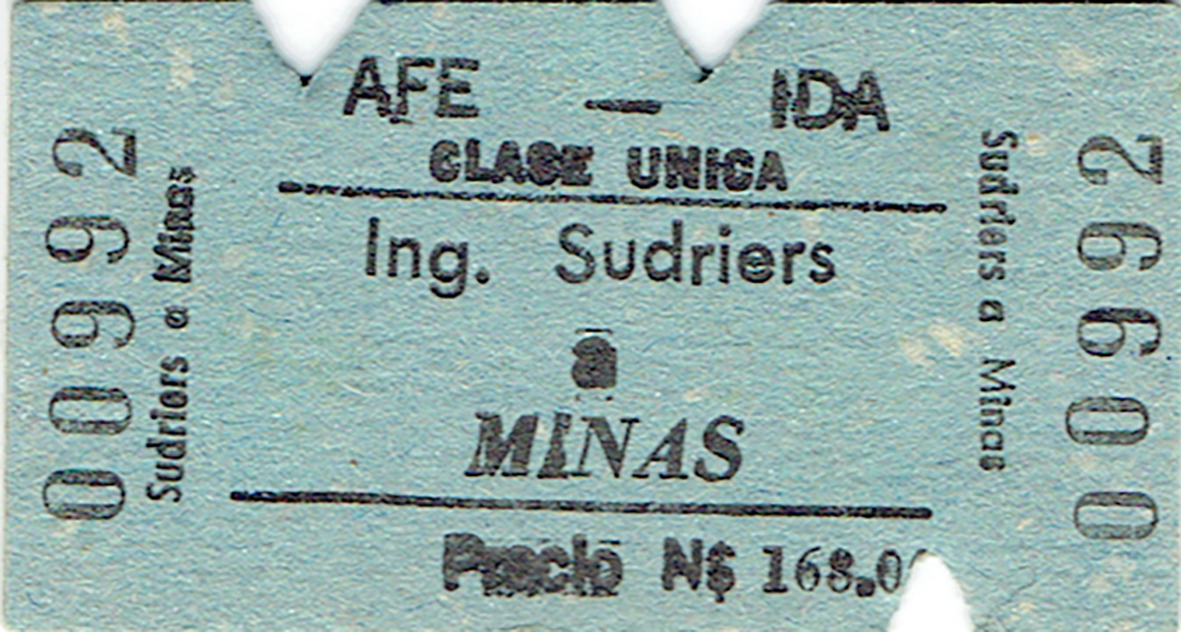 AFE — IDA
CLASE UNICA
Ing. Sudriers
a
MINAS
Precio N$ 168.0
00992
Sudriers a Minas
Sudriers a Minas
00992